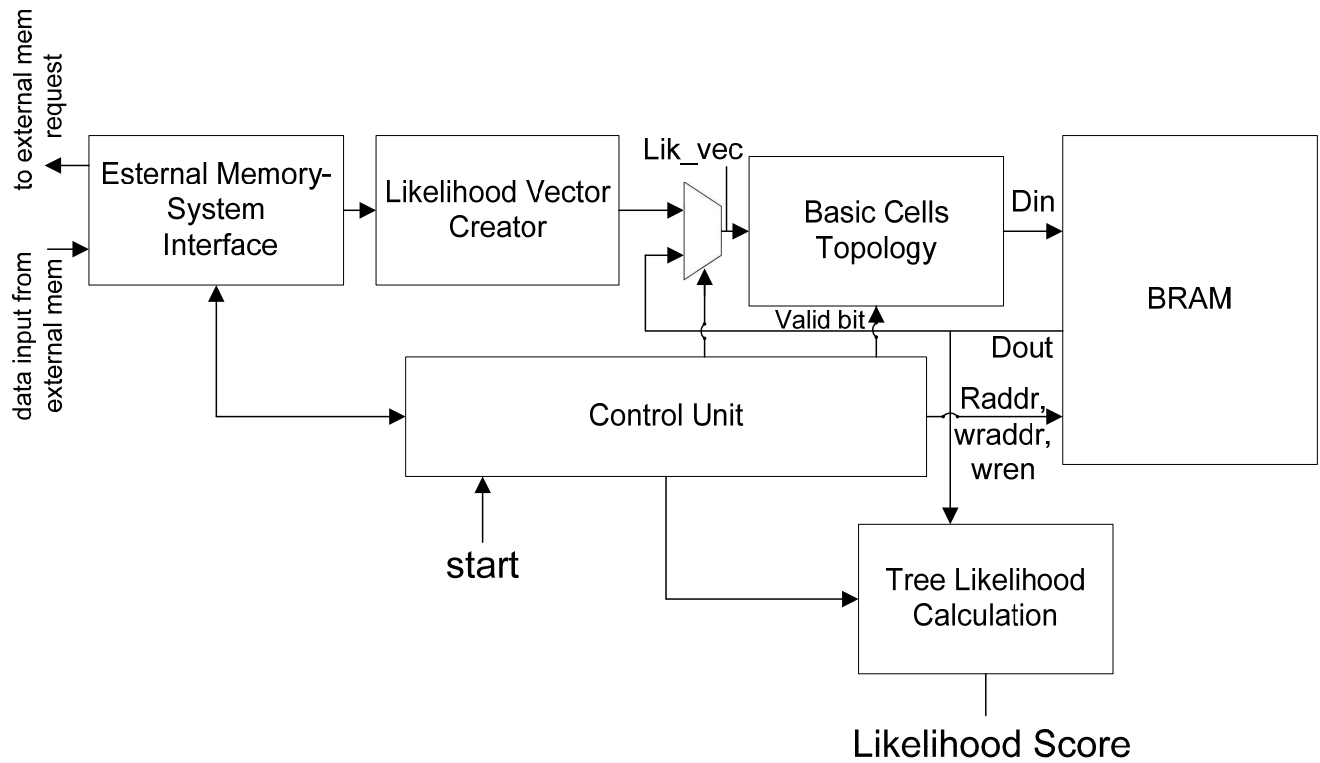 to external mem
request
data input from
external mem
Esternal Memory-
System
Interface
Likelihood Vector
Creator
Lik_vec
Basic Cells
Topology
Din
BRAM
Valid bit
Dout
Control Unit
Raddr,
wraddr,
wren
start
Tree Likelihood
Calculation
Likelihood Score